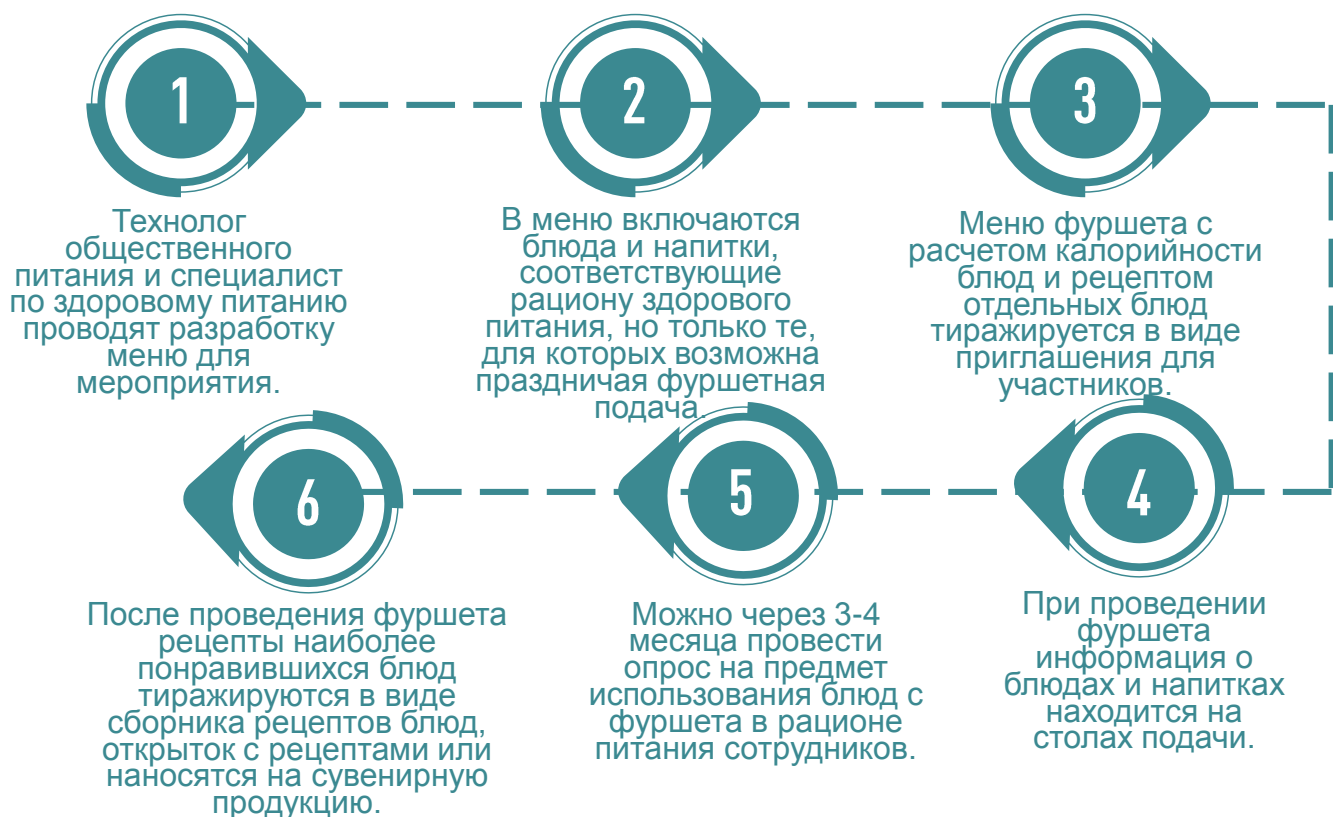 1
Технолог
общественного
питания и специалист
по здоровому питанию
проводят разработку
меню для
мероприятия.
2
В меню включаются
блюда и напитки,
соответствующие
рациону здорового
питания, но только те,
для которых возможна
праздничая фуршетная
подача.
3
Меню фуршета с
расчетом калорийности
блюд и рецептом
отдельных блюд
тиражируется в виде
приглашения для
участников.
4
При проведении
фуршета
информация о
блюдах и напитках
находится на
столах подачи.
5
Можно через 3-4
месяца провести
опрос на предмет
использования блюд с
фуршета в рационе
питания сотрудников.
6
После проведения фуршета
рецепты наиболее
понравившихся блюд
тиражируются в виде
сборника рецептов блюд,
открыток с рецептами или
наносятся на сувенирную
продукцию.